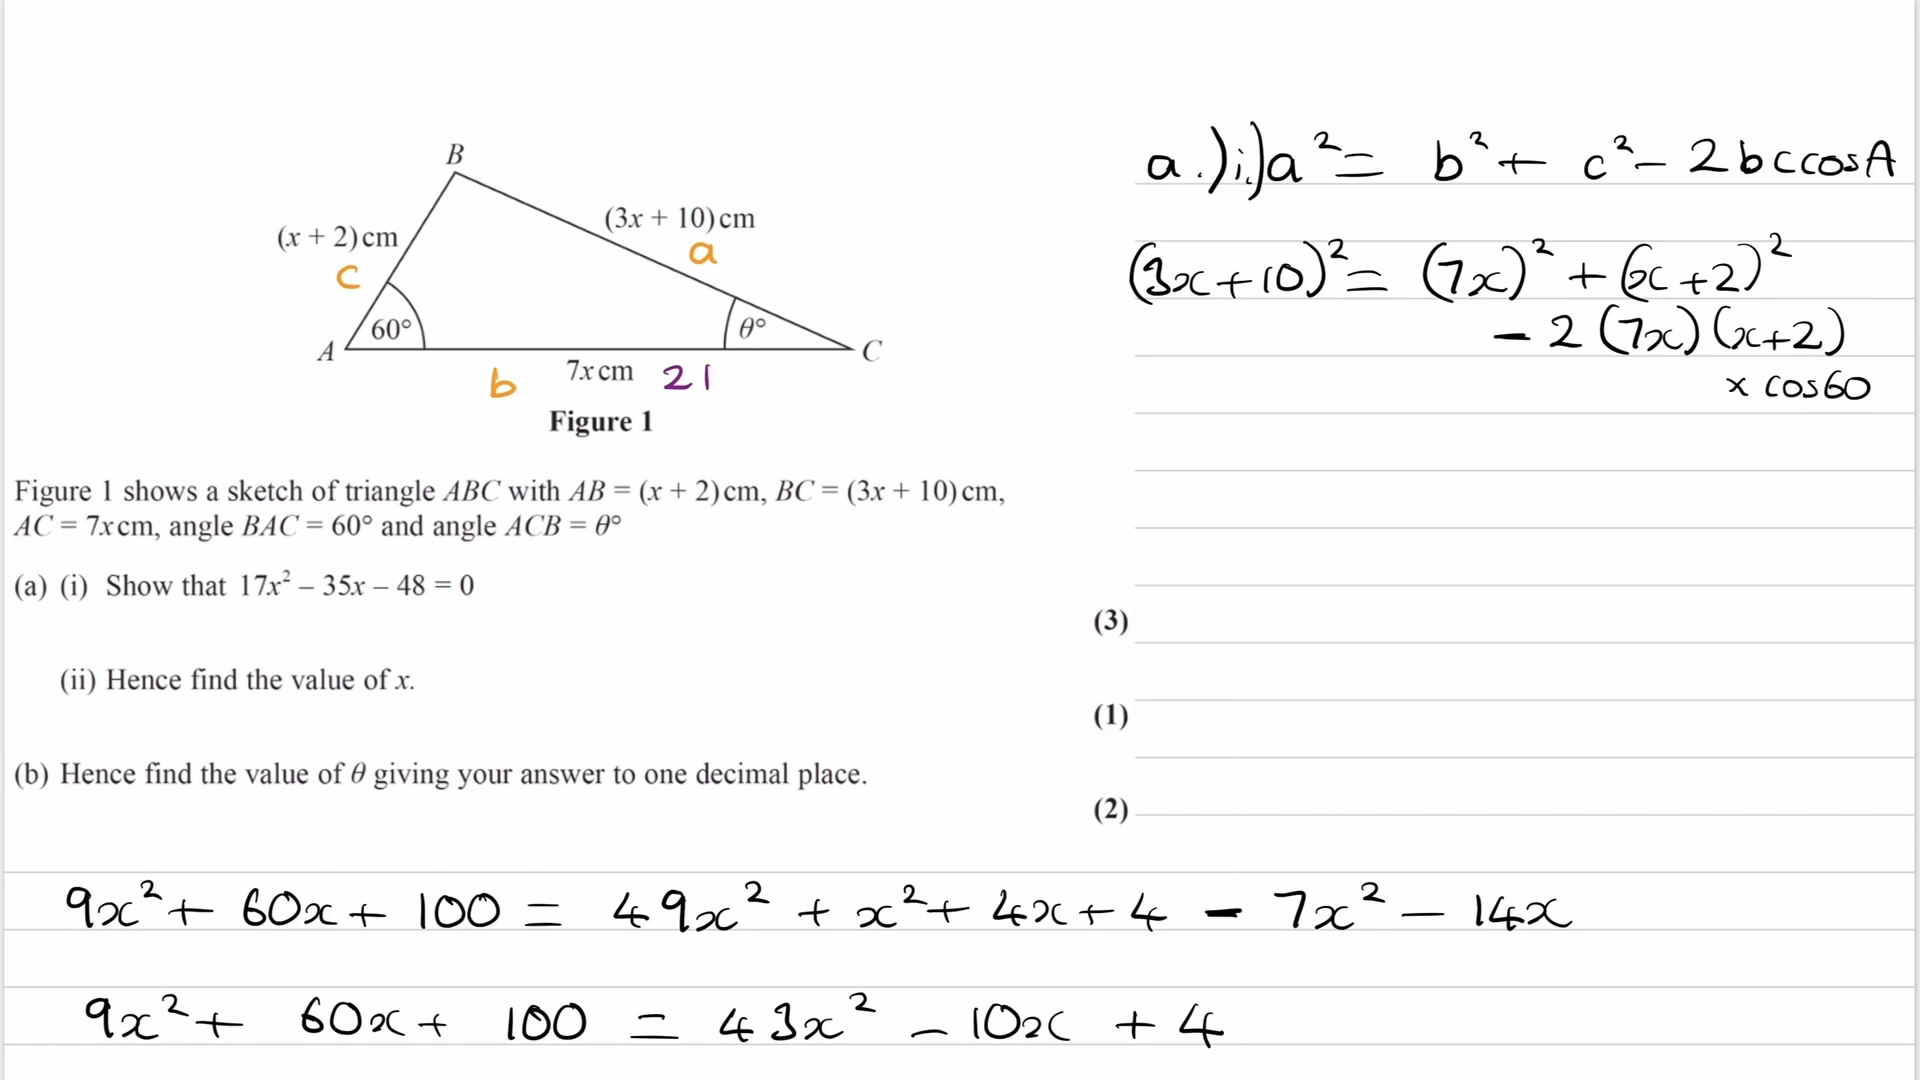 B
(x + 2) cm
(3x + 10) cm
c
a
60°
θ°
A
C
b
7x cm
21
Figure 1
Figure 1 shows a sketch of triangle ABC with AB = (x + 2) cm, BC = (3x + 10) cm,
AC = 7x cm, angle BAC = 60° and angle ACB = θ°
(a) (i) Show that 17x² – 35x – 48 = 0
(3)
(ii) Hence find the value of x.
(1)
(b) Hence find the value of θ giving your answer to one decimal place.
(2)
a.) i.) a² = b² + c² - 2bccosA
(3x+10)² = (7x)² + (x+2)²
- 2(7x)(x+2)
x cos60
9x² + 60x + 100 = 49x² + x² + 4x + 4 - 7x² - 14x
9x² + 60x + 100 = 43x² - 10x + 4